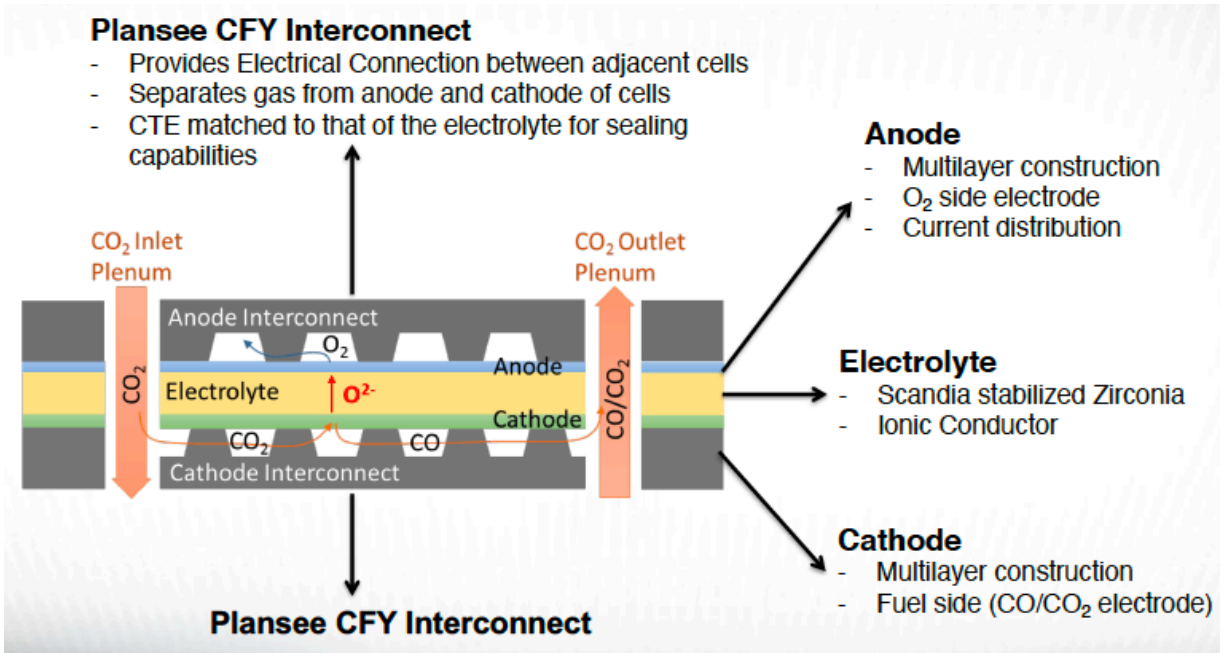 Plansee CFY Interconnect
- Provides Electrical Connection between adjacent cells
- Separates gas from anode and cathode of cells
- CTE matched to that of the electrolyte for sealing
capabilities
Anode
- Multilayer construction
- O₂ side electrode
- Current distribution
CO₂ Inlet
Plenum
CO₂ Outlet
Plenum
Anode Interconnect
O₂
Anode
CO₂
Electrolyte
O²⁻
Cathode
CO/CO₂
CO₂
CO
Cathode Interconnect
Electrolyte
- Scandia stabilized Zirconia
- Ionic Conductor
Cathode
- Multilayer construction
- Fuel side (CO/CO₂ electrode)
Plansee CFY Interconnect